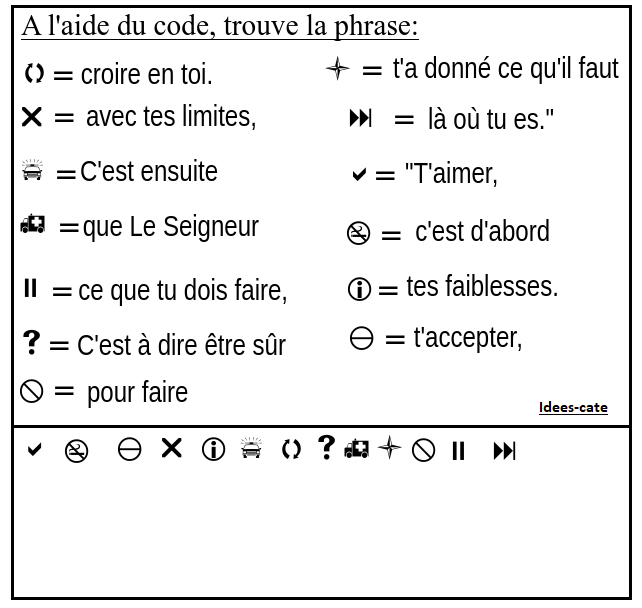 A l'aide du code, trouve la phrase:
= croire en toi.
= t'a donné ce qu'il faut
= avec tes limites,
= là où tu es."
= C'est ensuite
= "T'aimer,
= que Le Seigneur
= c'est d'abord
= ce que tu dois faire,
= tes faiblesses.
? = C'est à dire être sûr
= t'accepter,
= pour faire
Idees-cate
?